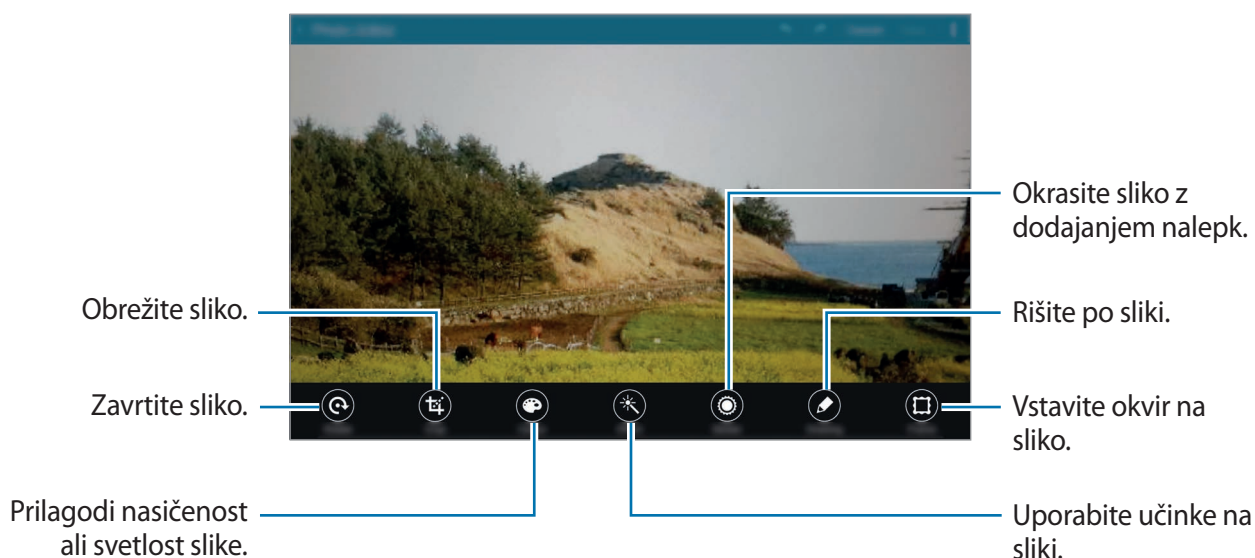 Okrasite sliko z
dodajanjem nalepk.
Obrežite sliko.
Rišite po sliki.
Zavrtite sliko.
Vstavite okvir na
sliko.
Prilagodi nasičenost
ali svetlost slike.
Uporabite učinke na
sliki.